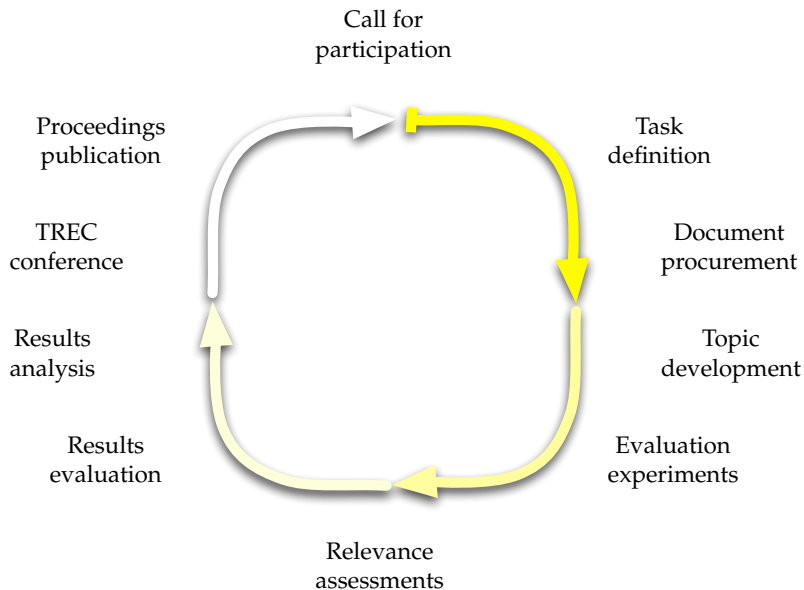 Call for
participation
Task
definition
Document
procurement
Topic
development
Evaluation
experiments
Relevance
assessments
Results
evaluation
Results
analysis
TREC
conference
Proceedings
publication